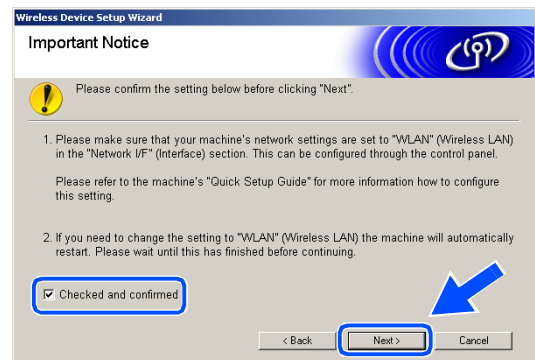 Wireless Device Setup Wizard
Important Notice
Please confirm the setting below before clicking "Next".
1. Please make sure that your machine's network settings are set to "WLAN" (Wireless LAN)
in the "Network I/F" (Interface) section. This can be configured through the control panel.
Please refer to the machine's "Quick Setup Guide" for more information how to configure
this setting.
2. If you need to change the setting to "WLAN" (Wireless LAN) the machine will automatically
restart. Please wait until this has finished before continuing.
Checked and confirmed
< Back
Next >
Cancel